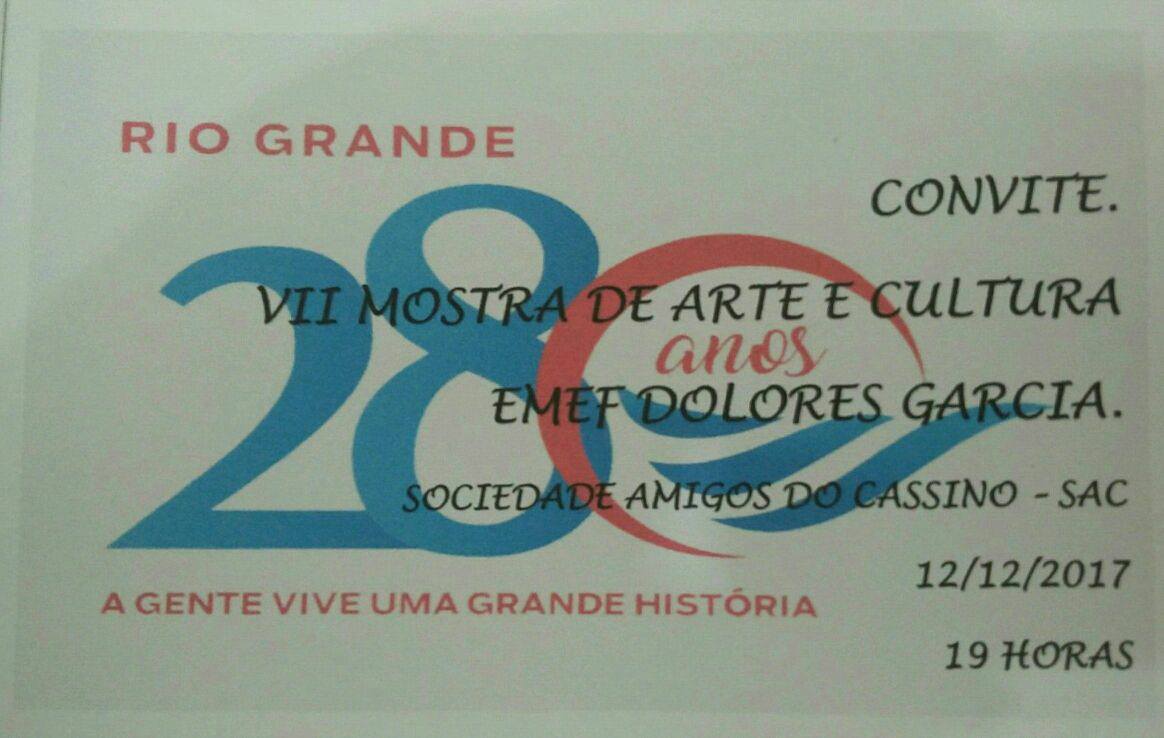 RIO GRANDE
280
anos
A GENTE VIVE UMA GRANDE HISTÓRIA
CONVITE.
VII MOSTRA DE ARTE E CULTURA
EMEF DOLORES GARCIA.
SOCIEDADE AMIGOS DO CASSINO - SAC
12/12/2017
19 HORAS